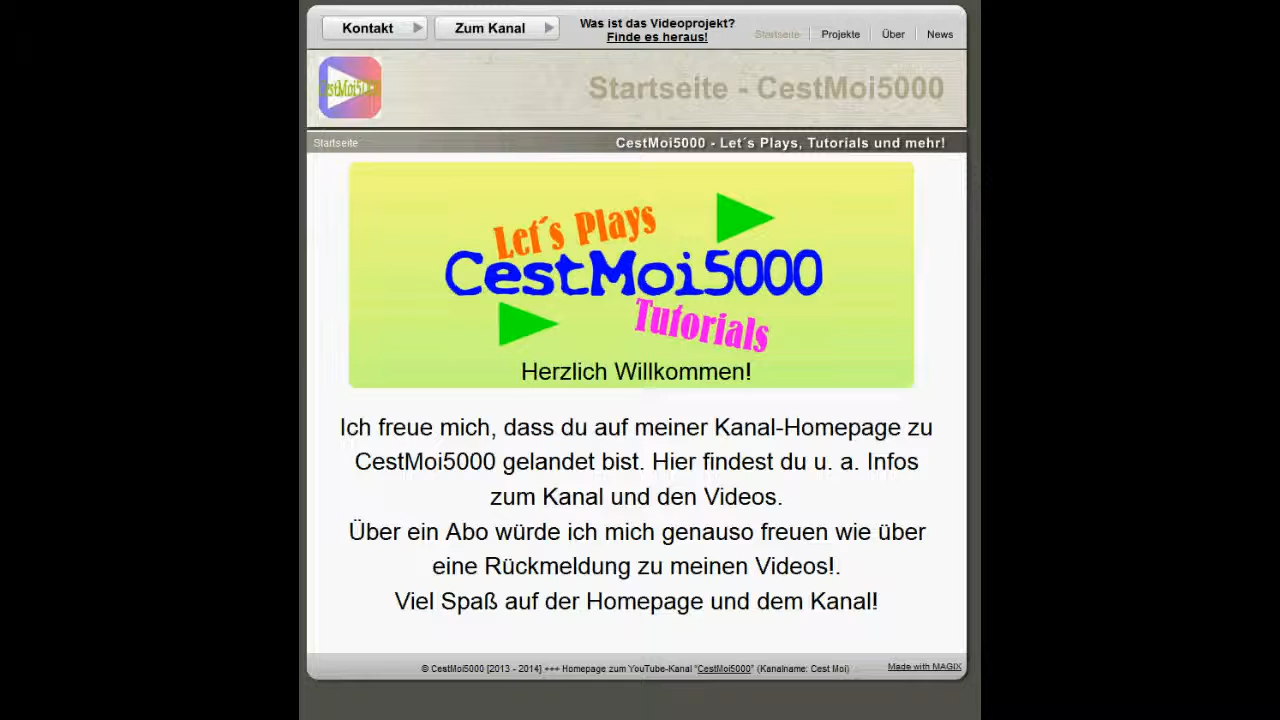 Kontakt
Zum Kanal
Was ist das Videoprojekt?
Finde es heraus!
Startseite
Projekte
Über
News
CestMoi5000
Startseite - CestMoi5000
Startseite
CestMoi5000 - Let´s Plays, Tutorials und mehr!
Let´s Plays
CestMoi5000
Tutorials
Herzlich Willkommen!
Ich freue mich, dass du auf meiner Kanal-Homepage zu
CestMoi5000 gelandet bist. Hier findest du u. a. Infos
zum Kanal und den Videos.
Über ein Abo würde ich mich genauso freuen wie über
eine Rückmeldung zu meinen Videos!.
Viel Spaß auf der Homepage und dem Kanal!
© CestMoi5000 [2013 - 2014] +++ Homepage zum YouTube-Kanal "CestMoi5000" (Kanalname: Cest Moi)
Made with MAGIX